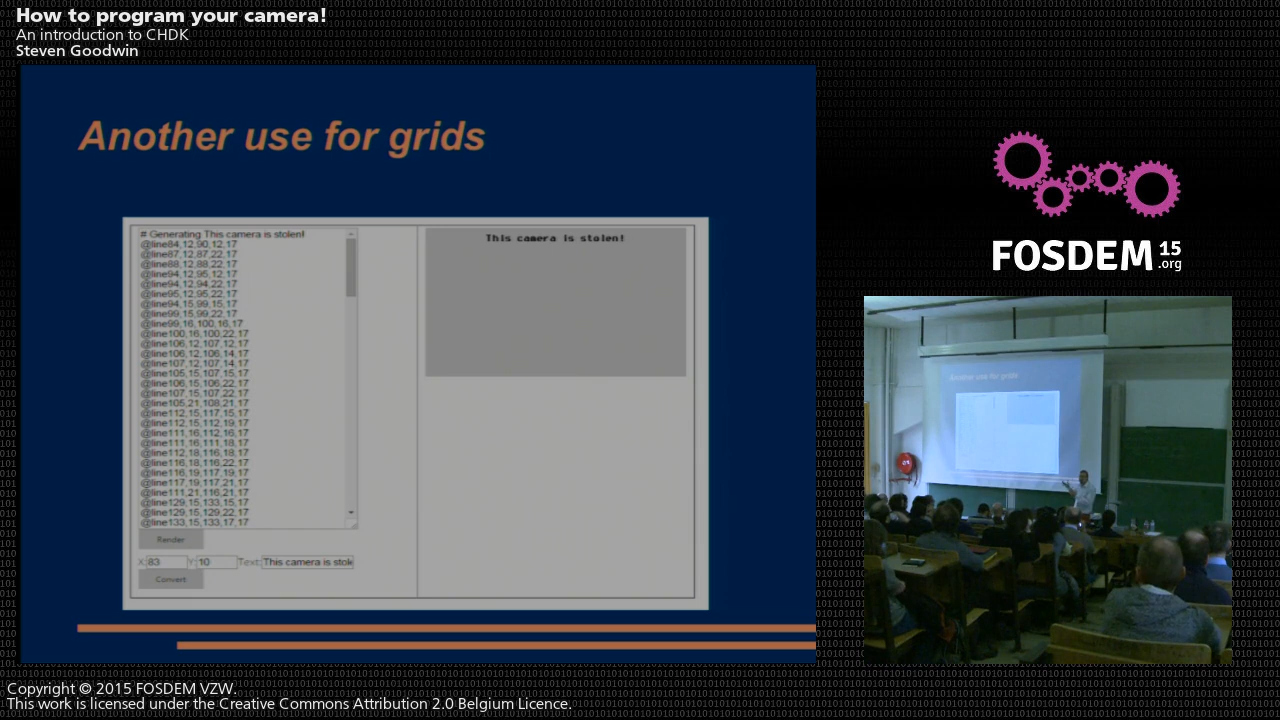 How to program your camera!
An introduction to CHDK
Steven Goodwin
Another use for grids
# Generating This camera is stolen!
@line84,12,90,12,17
@line87,12,87,22,17
@line88,12,88,22,17
@line94,12,95,12,17
@line94,12,94,22,17
@line95,12,95,22,17
@line94,15,99,15,17
@line99,15,99,22,17
@line99,16,100,16,17
@line100,16,100,22,17
@line106,12,107,12,17
@line106,12,106,14,17
@line107,12,107,14,17
@line105,15,107,15,17
@line106,15,106,22,17
@line107,15,107,22,17
@line105,21,108,21,17
@line112,15,117,15,17
@line112,15,112,19,17
@line111,16,112,16,17
@line111,16,111,18,17
@line112,18,116,18,17
@line116,18,116,22,17
@line116,19,117,19,17
@line117,19,117,21,17
@line111,21,116,21,17
@line129,15,133,15,17
@line129,15,129,22,17
@line133,15,133,17,17
Render
X:83 Y:10 Text:This camera is stole
Convert
This camera is stolen!
FOSDEM 15
.org
Another use for grids
Copyright © 2015 FOSDEM VZW.
This work is licensed under the Creative Commons Attribution 2.0 Belgium Licence.